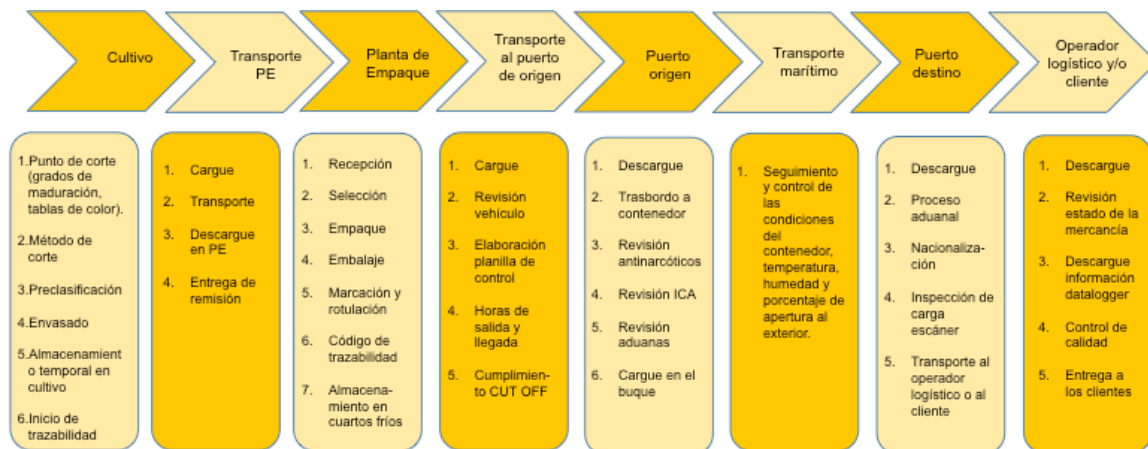 Cultivo
Transporte
PE
Planta de
Empaque
Transporte
al puerto
de origen
Puerto
origen
Transporte
marítimo
Puerto
destino
Operador
logístico y/o
cliente
1.Punto de corte
(grados de
maduración,
tablas de color).
2.Método de
corte
3.Preclasificación
4.Envasado
5.Almacenamient
o temporal en
cultivo
6.Inicio de
trazabilidad
1. Cargue
2. Transporte
3. Descargue
en PE
4. Entrega de
remisión
1. Recepción
2. Selección
3. Empaque
4. Embalaje
5. Marcación y
rotulación
6. Código de
trazabilidad
7. Almacena-
miento en
cuartos fríos
1. Cargue
2. Revisión
vehículo
3. Elaboración
planilla de
control
4. Horas de
salida y
llegada
5. Cumplimien-
to CUT OFF
1. Descargue
2. Trasbordo a
contenedor
3. Revisión
antinarcóticos
4. Revisión ICA
5. Revisión
aduanas
6. Cargue en el
buque
1. Seguimiento
y control de
las
condiciones
del
contenedor,
temperatura,
humedad y
porcentaje de
apertura al
exterior.
1. Descargue
2. Proceso
aduanal
3. Nacionaliza-
ción
4. Inspección de
carga
escáner
5. Transporte al
operador
logístico o al
cliente
1. Descargue
2. Revisión
estado de la
mercancía
3. Descargue
información
datalogger
4. Control de
calidad
5. Entrega a
los clientes